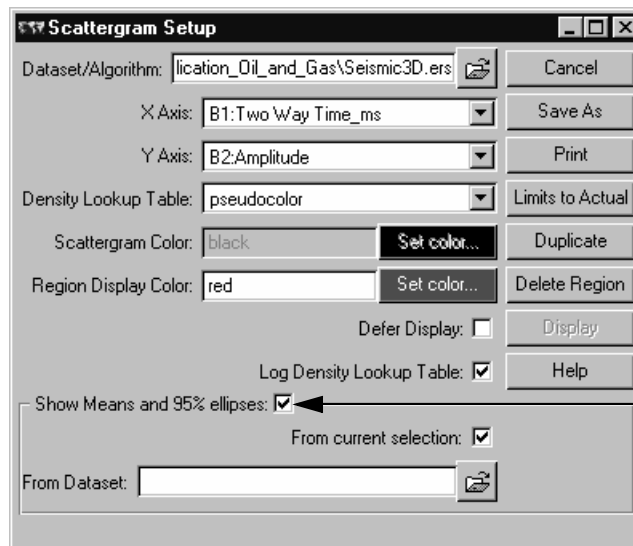 Scattergram Setup
Dataset/Algorithm: lication_Oil_and_Gas\Seismic3D.ers Cancel
X Axis: B1:Two Way Time_ms Save As
Y Axis: B2:Amplitude Print
Density Lookup Table: pseudocolor Limits to Actual
Scattergram Color: black Set color... Duplicate
Region Display Color: red Set color... Delete Region
Defer Display: Display
Log Density Lookup Table: Help
Show Means and 95% ellipses:
From current selection:
From Dataset: